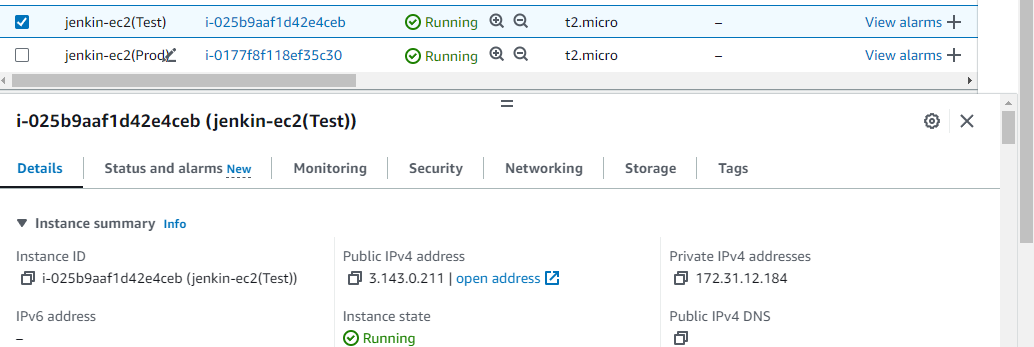 jenkin-ec2(Test) i-025b9aaf1d42e4ceb Running t2.micro – View alarms
jenkin-ec2(Prod) i-0177f8f118ef35c30 Running t2.micro – View alarms
i-025b9aaf1d42e4ceb (jenkin-ec2(Test))
Details Status and alarms New Monitoring Security Networking Storage Tags
Instance summary Info
Instance ID Public IPv4 address Private IPv4 addresses
i-025b9aaf1d42e4ceb (jenkin-ec2(Test)) 3.143.0.211 | open address 172.31.12.184
IPv6 address Instance state Public IPv4 DNS
– Running